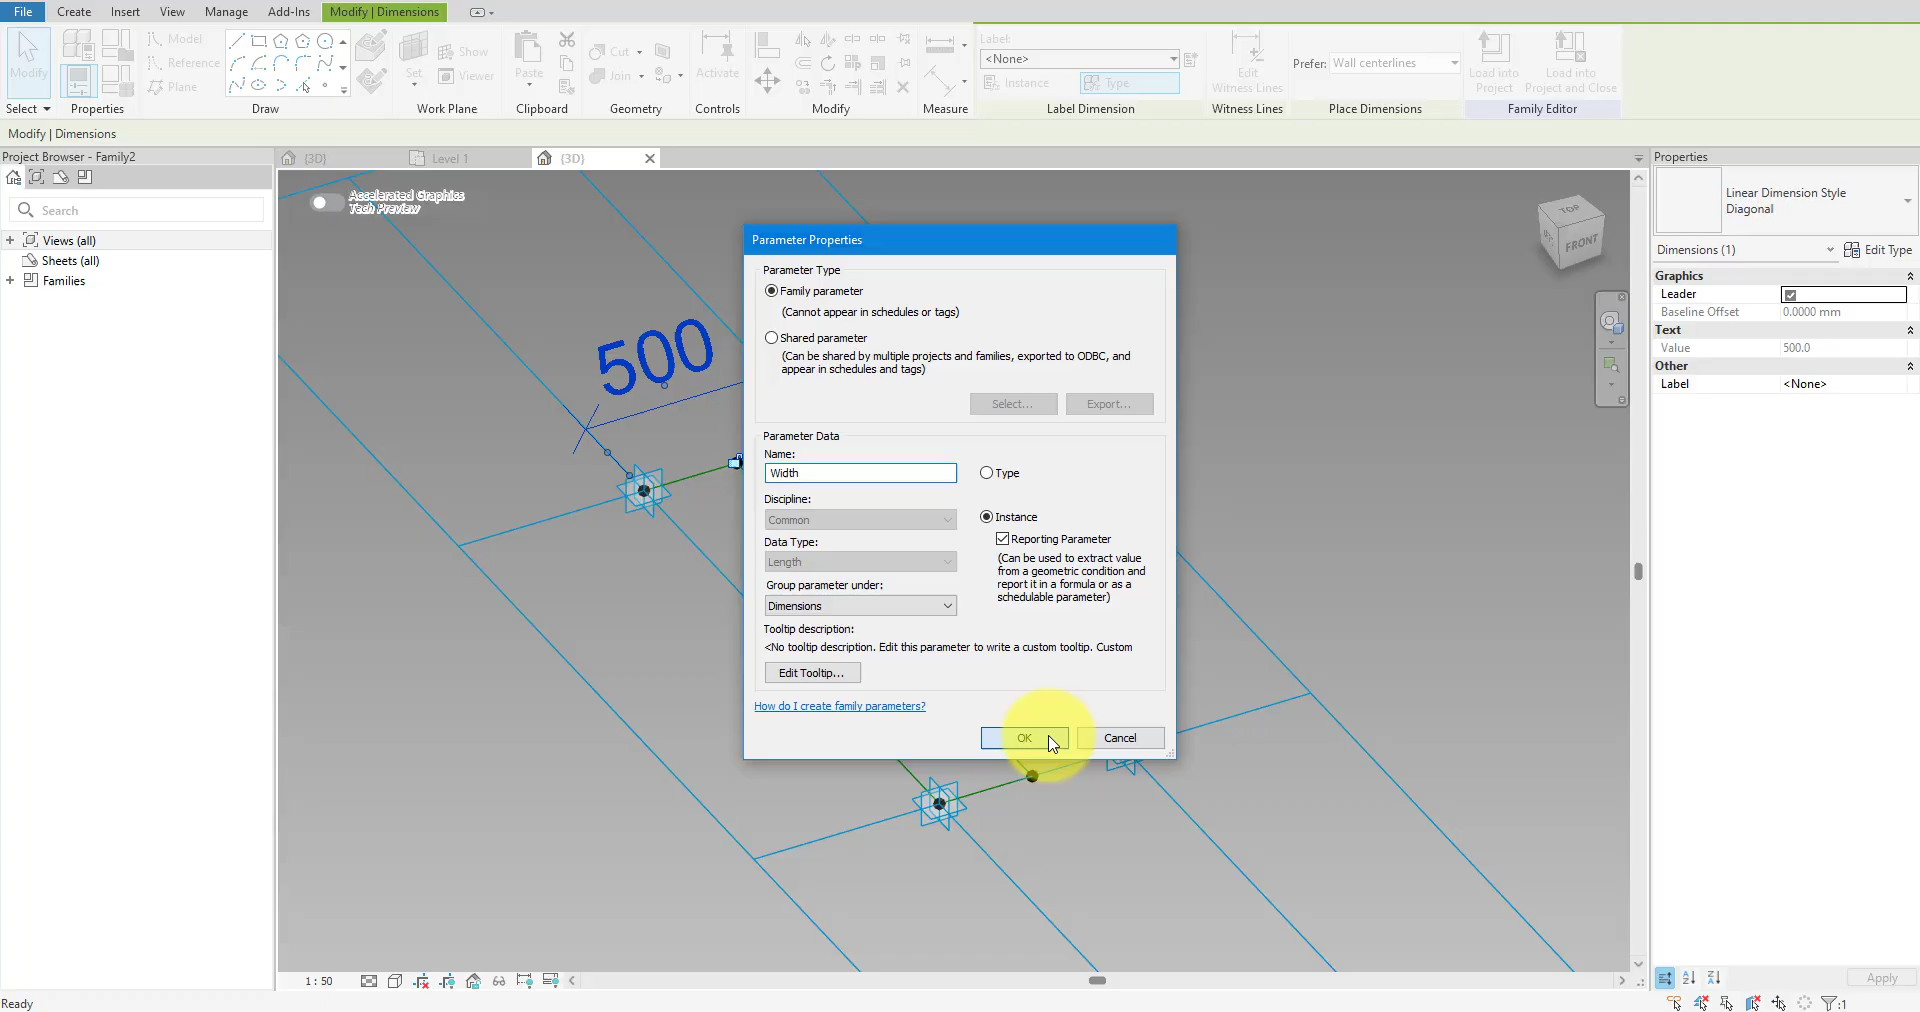 File Create Insert View Manage Add-Ins Modify | Dimensions
Modify
Select
Properties
Model
Reference
Plane
Draw
Set
Show
Viewer
Work Plane
Paste
Clipboard
Cut
Join
Geometry
Activate
Controls
Modify
Measure
Label:
<None>
Instance
Type
Label Dimension
Edit
Witness Lines
Witness Lines
Prefer: Wall centerlines
Place Dimensions
Load into
Project
Load into
Project and Close
Family Editor
Modify | Dimensions
Project Browser - Family2
Search
Views (all)
Sheets (all)
Families
{3D}
Level 1
{3D}
Accelerated Graphics
Tech Preview
500
TOP
FRONT
Parameter Properties
Parameter Type
Family parameter
(Cannot appear in schedules or tags)
Shared parameter
(Can be shared by multiple projects and families, exported to ODBC, and
appear in schedules and tags)
Select...
Export...
Parameter Data
Name:
Width
Type
Discipline:
Common
Instance
Data Type:
Reporting Parameter
Length
(Can be used to extract value
from a geometric condition and
report it in a formula or as a
schedulable parameter)
Group parameter under:
Dimensions
Tooltip description:
<No tooltip description. Edit this parameter to write a custom tooltip. Custom
Edit Tooltip...
How do I create family parameters?
OK
Cancel
Properties
Linear Dimension Style
Diagonal
Dimensions (1)
Edit Type
Graphics
Leader
Baseline Offset 0.0000 mm
Text
Value 500.0
Other
Label <None>
Apply
1 : 50
Ready
:1